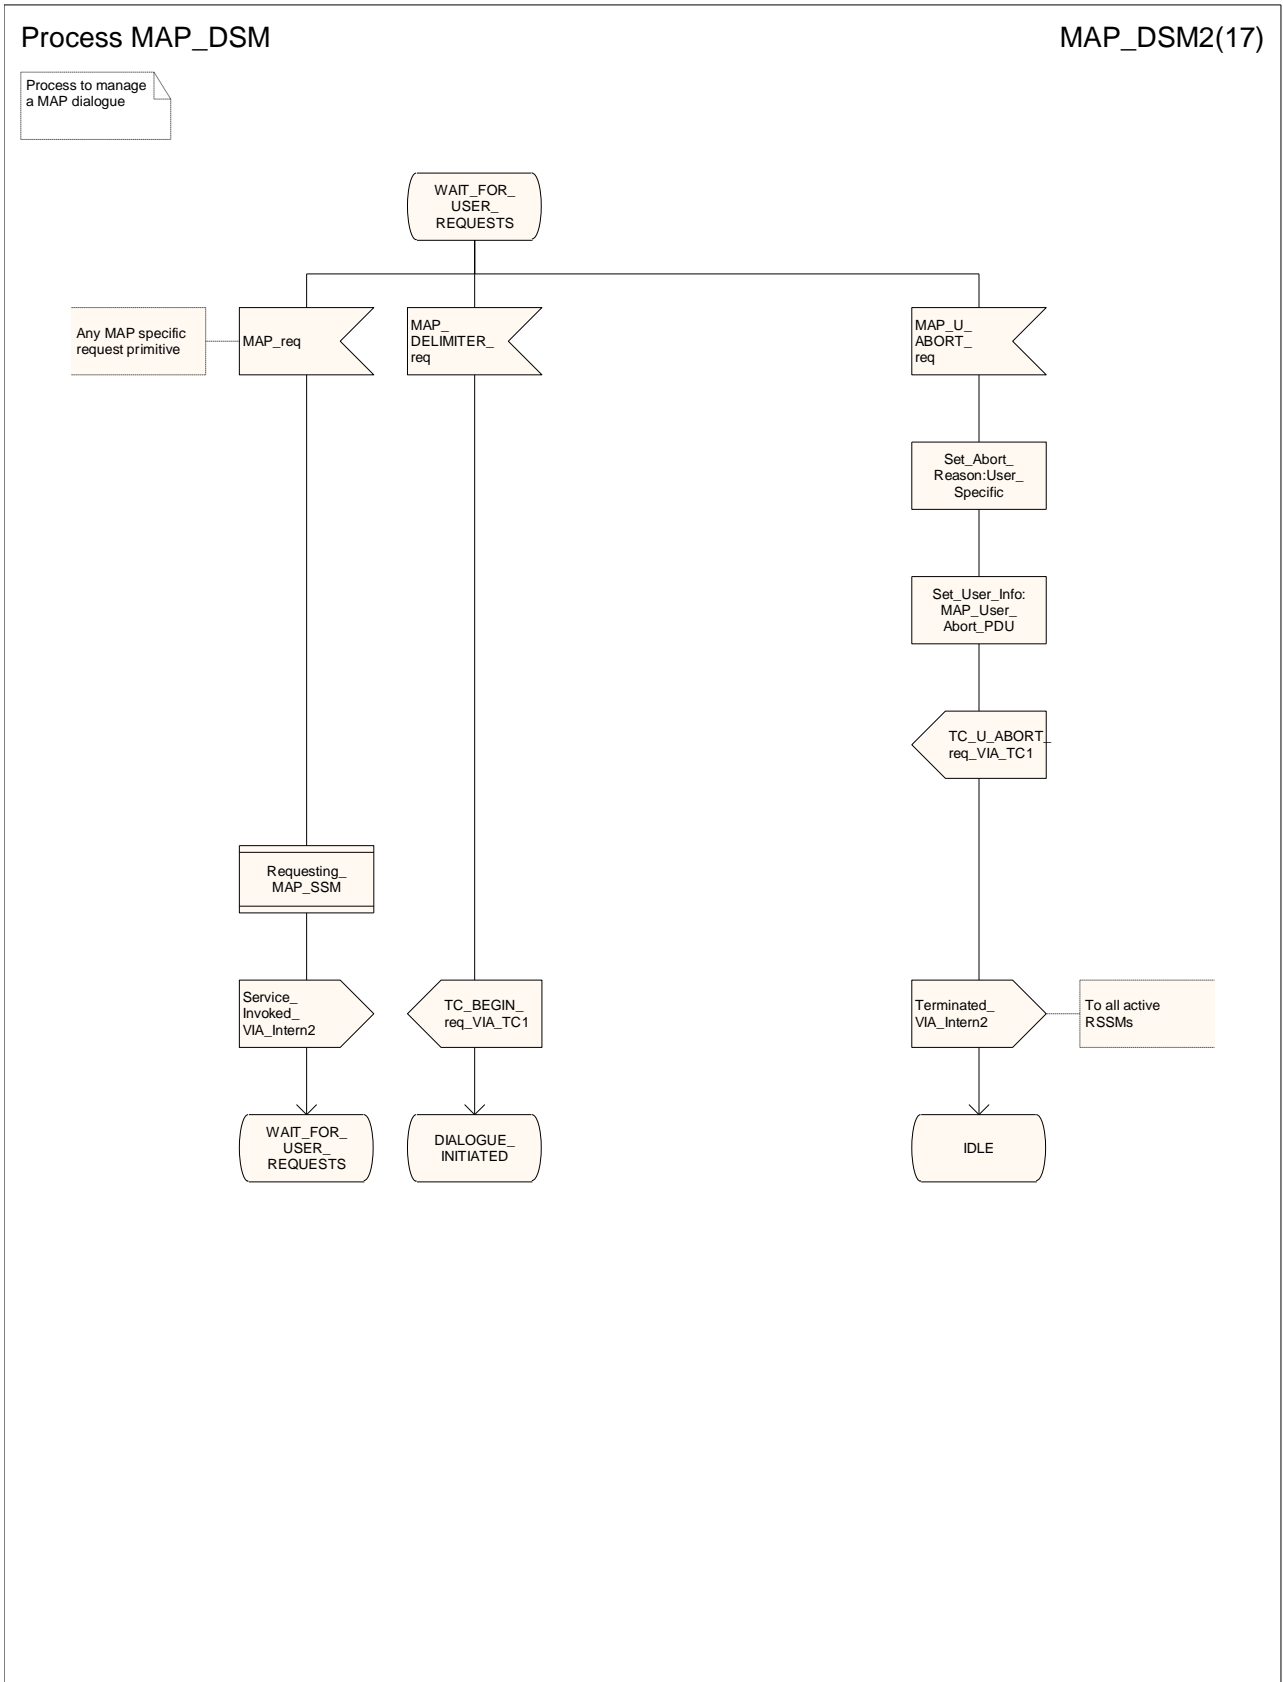 Process MAP_DSM
MAP_DSM2(17)
Process to manage
a MAP dialogue
WAIT_FOR_
USER_
REQUESTS
Any MAP specific
request primitive
MAP_req
MAP_
DELIMITER_
req
MAP_U_
ABORT_
req
Set_Abort_
Reason:User_
Specific
Set_User_Info:
MAP_User_
Abort_PDU
TC_U_ABORT_
req_VIA_TC1
Requesting_
MAP_SSM
Service_
Invoked_
VIA_Intern2
TC_BEGIN_
req_VIA_TC1
Terminated_
VIA_Intern2
To all active
RSSMs
WAIT_FOR_
USER_
REQUESTS
DIALOGUE_
INITIATED
IDLE